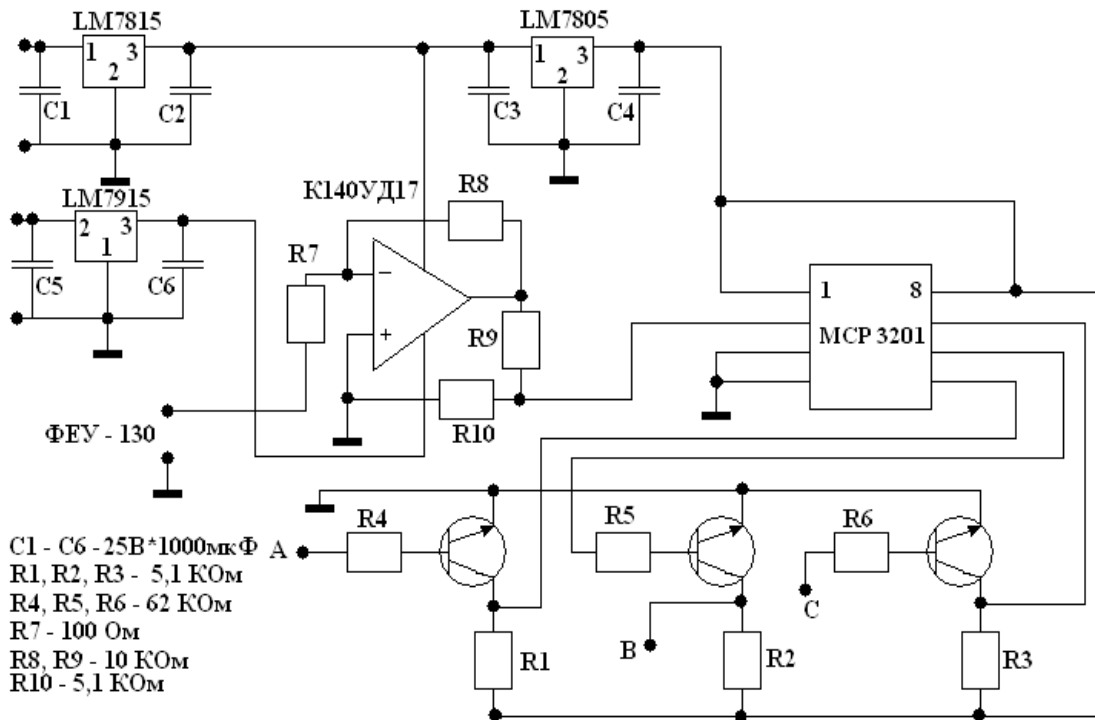 LM7815
LM7805
1 3
2
1 3
2
C1
C2
C3
C4
LM7915
2 3
1
К140УД17
R8
R7
C5
C6
−
+
R9
R10
1 8
MCP 3201
ФЕУ - 130
R4
R5
R6
A
B
C
R1
R2
R3
С1 - С6 -25В*1000мкФ
R1, R2, R3 - 5,1 КОм
R4, R5, R6 - 62 КОм
R7 - 100 Ом
R8, R9 - 10 КОм
R10 - 5,1 КОм